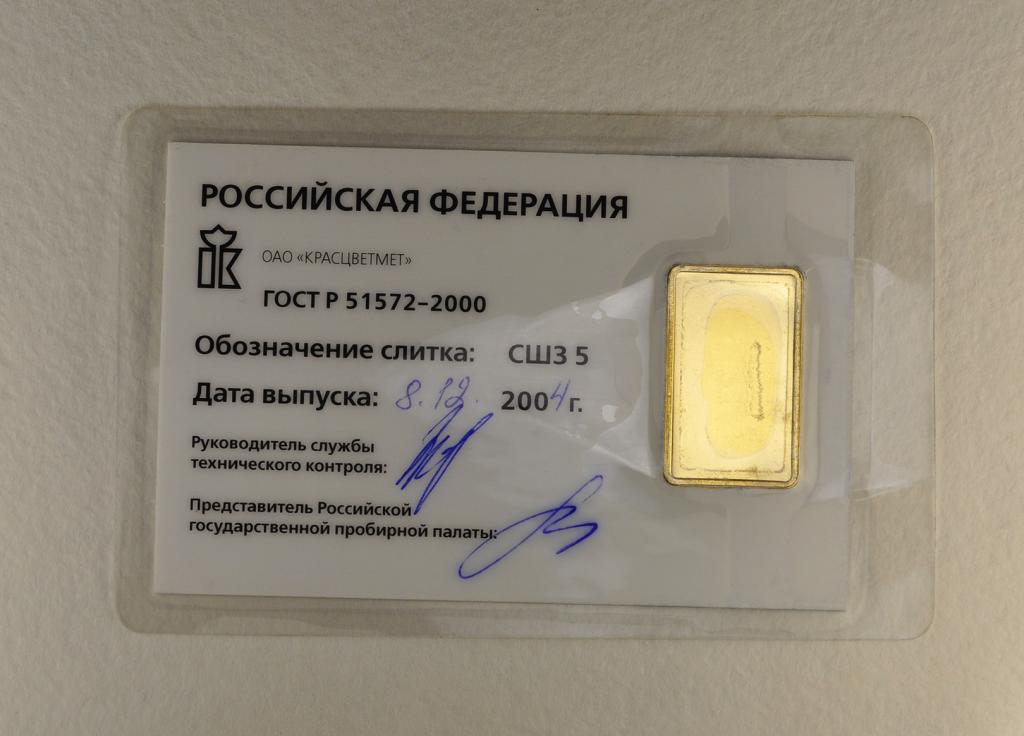 РОССИЙСКАЯ ФЕДЕРАЦИЯ
ОАО «КРАСЦВЕТМЕТ»
ГОСТ Р 51572–2000
Обозначение слитка: СШЗ 5
Дата выпуска: 8.12. 2004 г.
Руководитель службы
технического контроля:
Представитель Российской
государственной пробирной палаты: